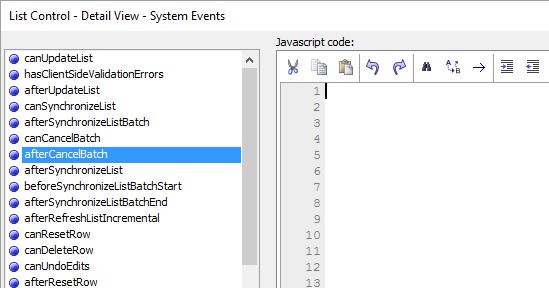 List Control - Detail View - System Events
Javascript code:
canUpdateList
hasClientSideValidationErrors
afterUpdateList
canSynchronizeList
afterSynchronizeListBatch
canCancelBatch
afterCancelBatch
afterSynchronizeList
beforeSynchronizeListBatchStart
afterSynchronizeListBatchEnd
afterRefreshListIncremental
canResetRow
canDeleteRow
canUndoEdits
afterResetRow
A
B
1
2
3
4
5
6
7
8
9
10
11
12
13